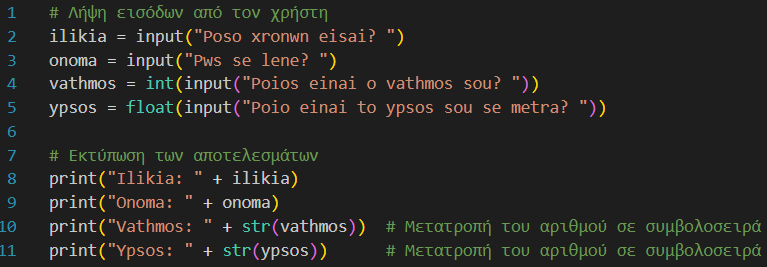 1 # Λήψη εισόδων από τον χρήστη
2 ilikia = input("Poso xronwn eisai? ")
3 onoma = input("Pws se lene? ")
4 vathmos = int(input("Poios einai o vathmos sou? "))
5 ypsos = float(input("Poio einai to ypsos sou se metra? "))
6
7 # Εκτύπωση των αποτελεσμάτων
8 print("Ilikia: " + ilikia)
9 print("Onoma: " + onoma)
10 print("Vathmos: " + str(vathmos))  # Μετατροπή του αριθμού σε συμβολοσειρά
11 print("Ypsos: " + str(ypsos))      # Μετατροπή του αριθμού σε συμβολοσειρά